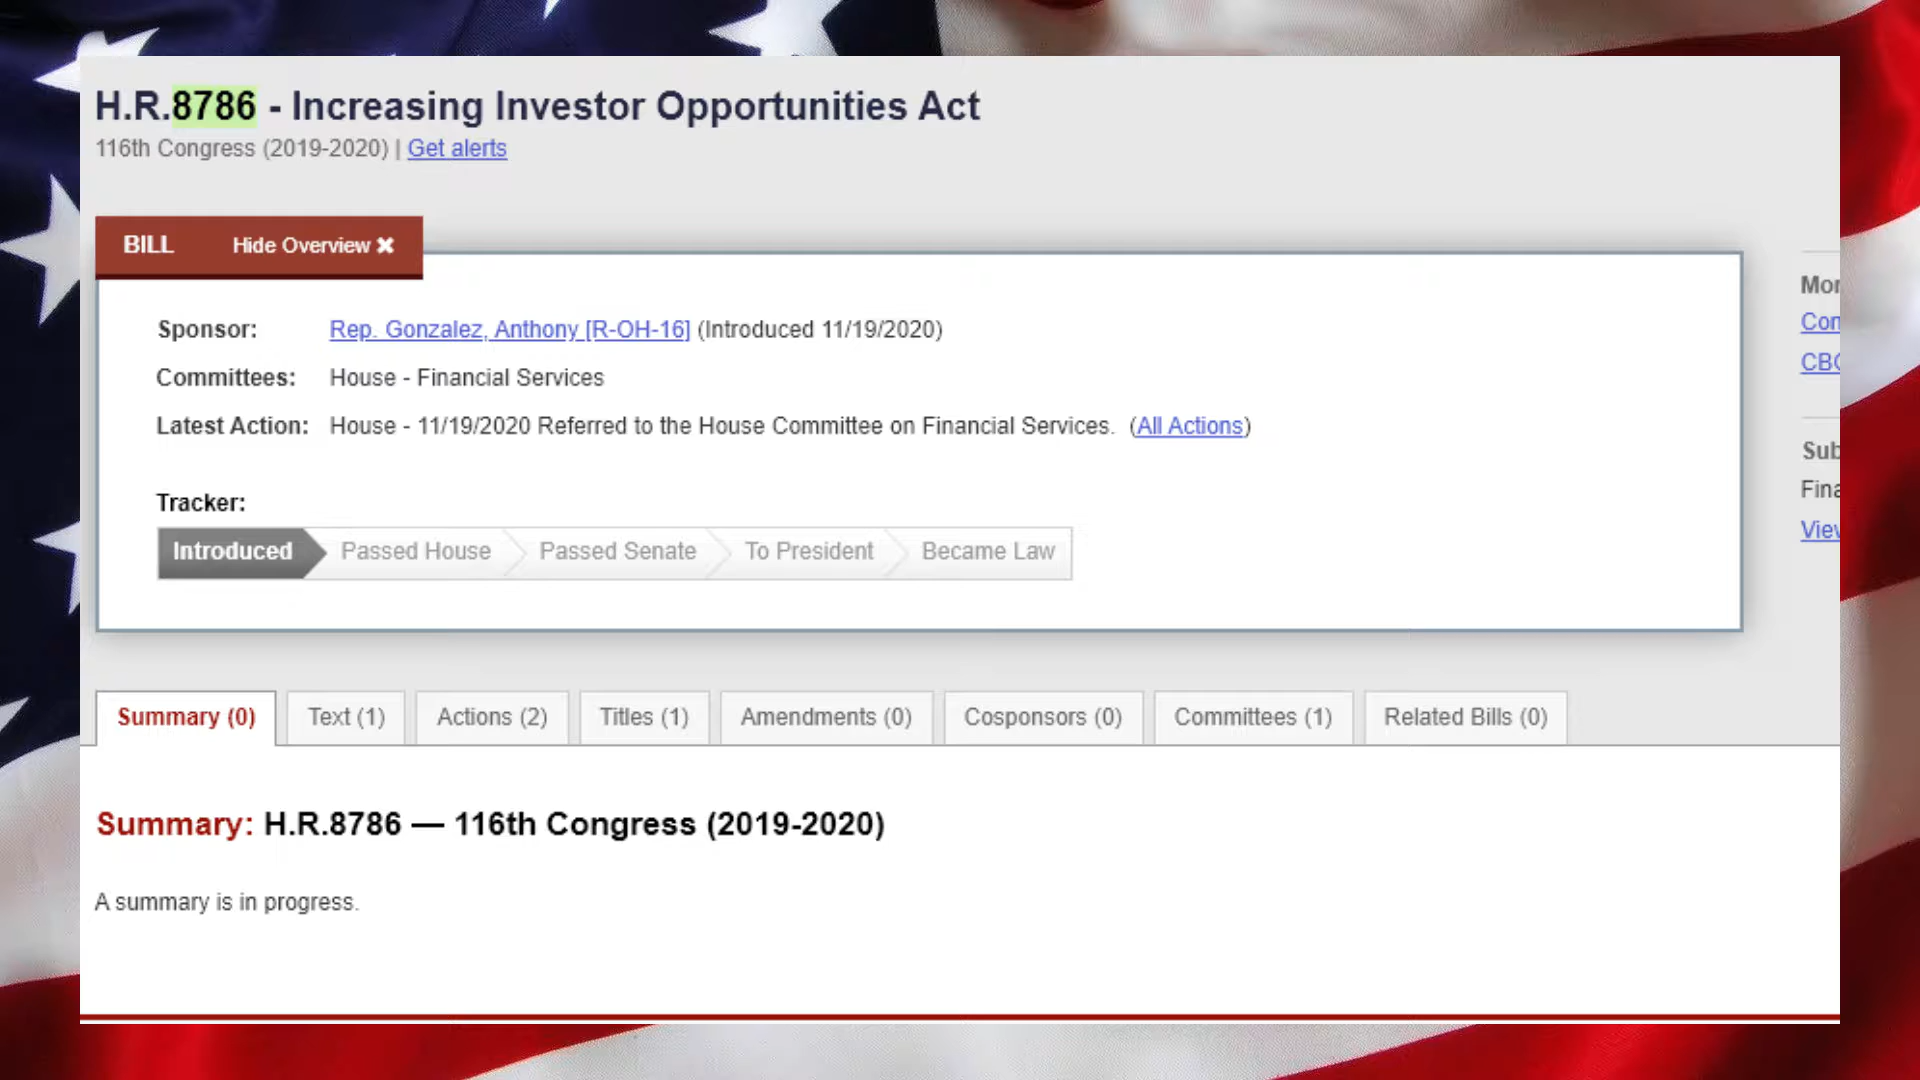 H.R.8786 - Increasing Investor Opportunities Act
116th Congress (2019-2020) | Get alerts
BILL Hide Overview ✖
Sponsor: Rep. Gonzalez, Anthony [R-OH-16] (Introduced 11/19/2020)
Committees: House - Financial Services
Latest Action: House - 11/19/2020 Referred to the House Committee on Financial Services. (All Actions)
Tracker:
Introduced Passed House Passed Senate To President Became Law
Summary (0) Text (1) Actions (2) Titles (1) Amendments (0) Cosponsors (0) Committees (1) Related Bills (0)
Summary: H.R.8786 — 116th Congress (2019-2020)
A summary is in progress.